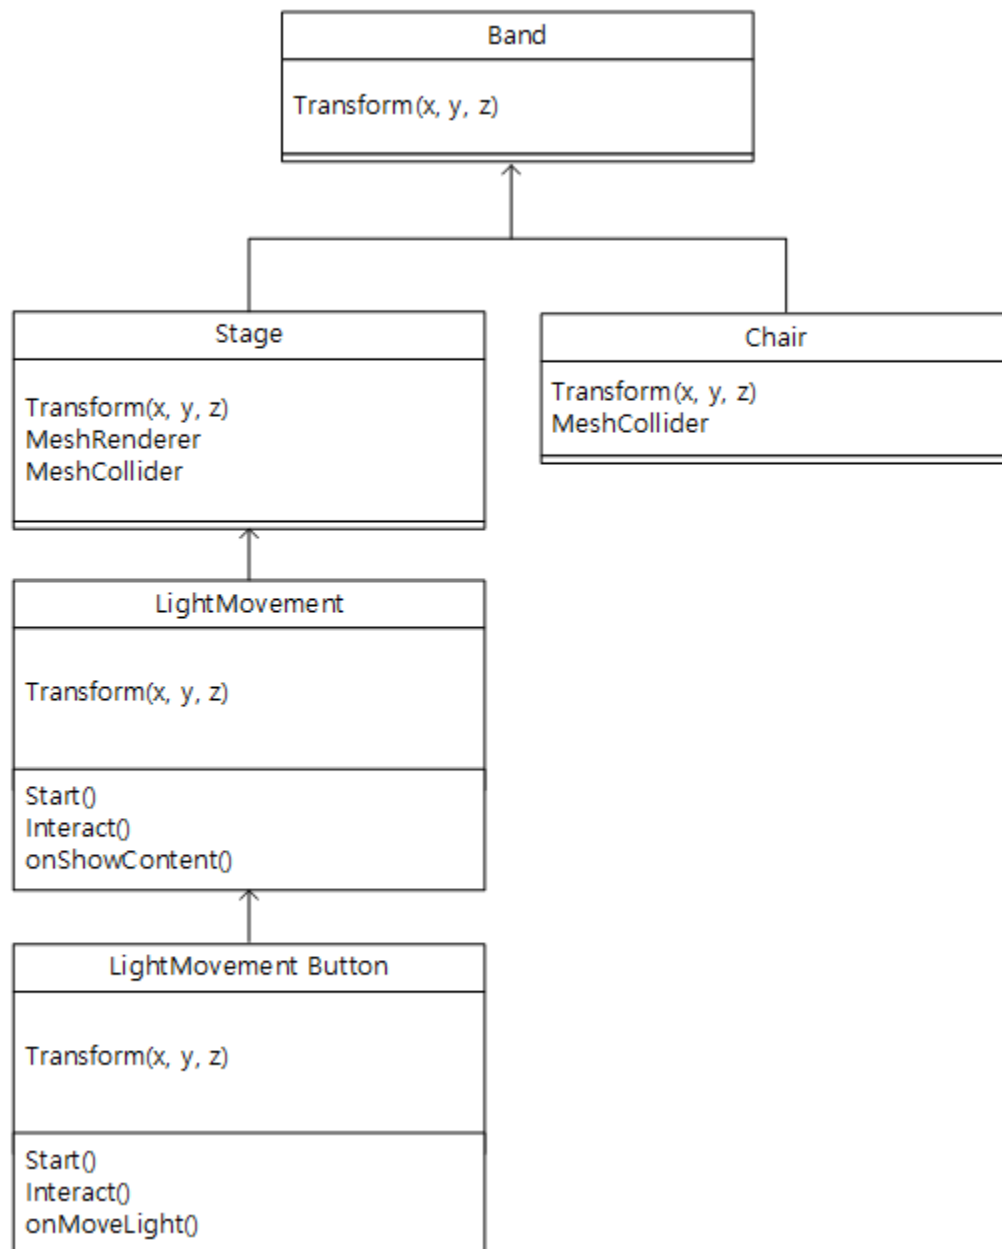 Band
Transform(x, y, z)
Stage
Transform(x, y, z)
MeshRenderer
MeshCollider
Chair
Transform(x, y, z)
MeshCollider
LightMovement
Transform(x, y, z)
Start()
Interact()
onShowContent()
LightMovement Button
Transform(x, y, z)
Start()
Interact()
onMoveLight()